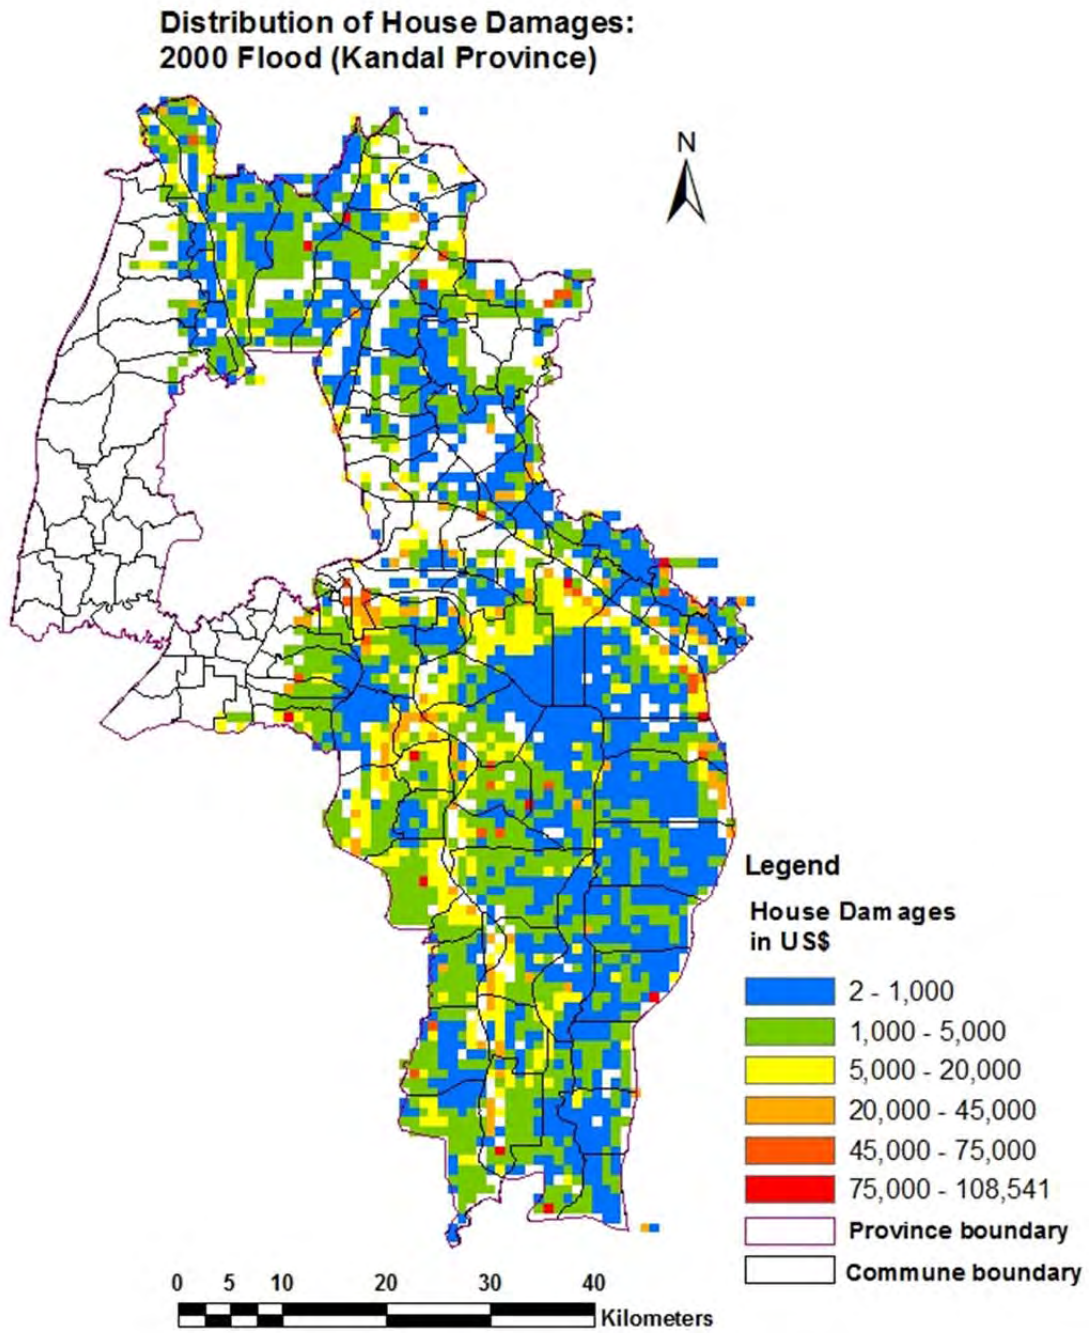 Distribution of House Damages:
2000 Flood (Kandal Province)
N
Legend
House Damages
in US$
2 - 1,000
1,000 - 5,000
5,000 - 20,000
20,000 - 45,000
45,000 - 75,000
75,000 - 108,541
Province boundary
Commune boundary
0 5 10 20 30 40
Kilometers